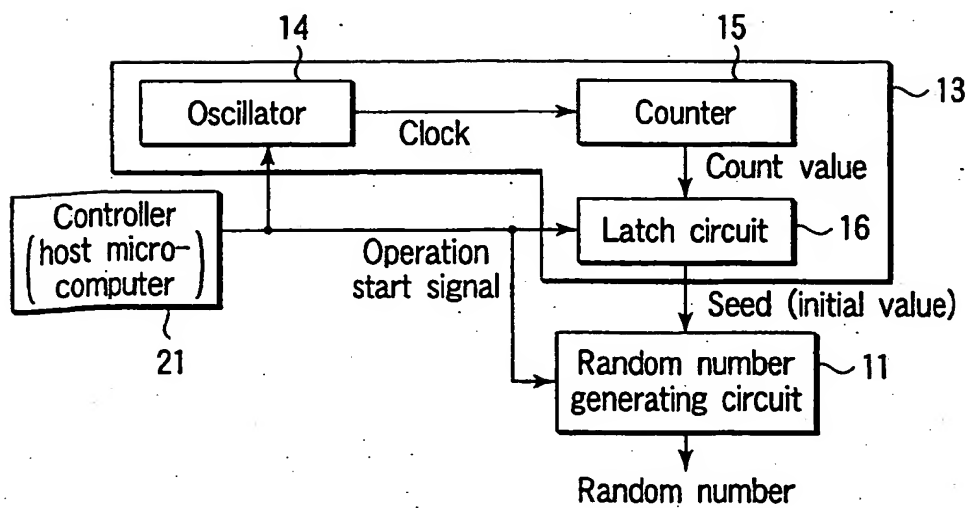 14
15
13
Oscillator
Clock
Counter
Count value
Controller
(host micro-
computer)
Operation
start signal
Latch circuit
16
Seed (initial value)
21
Random number
generating circuit
11
Random number